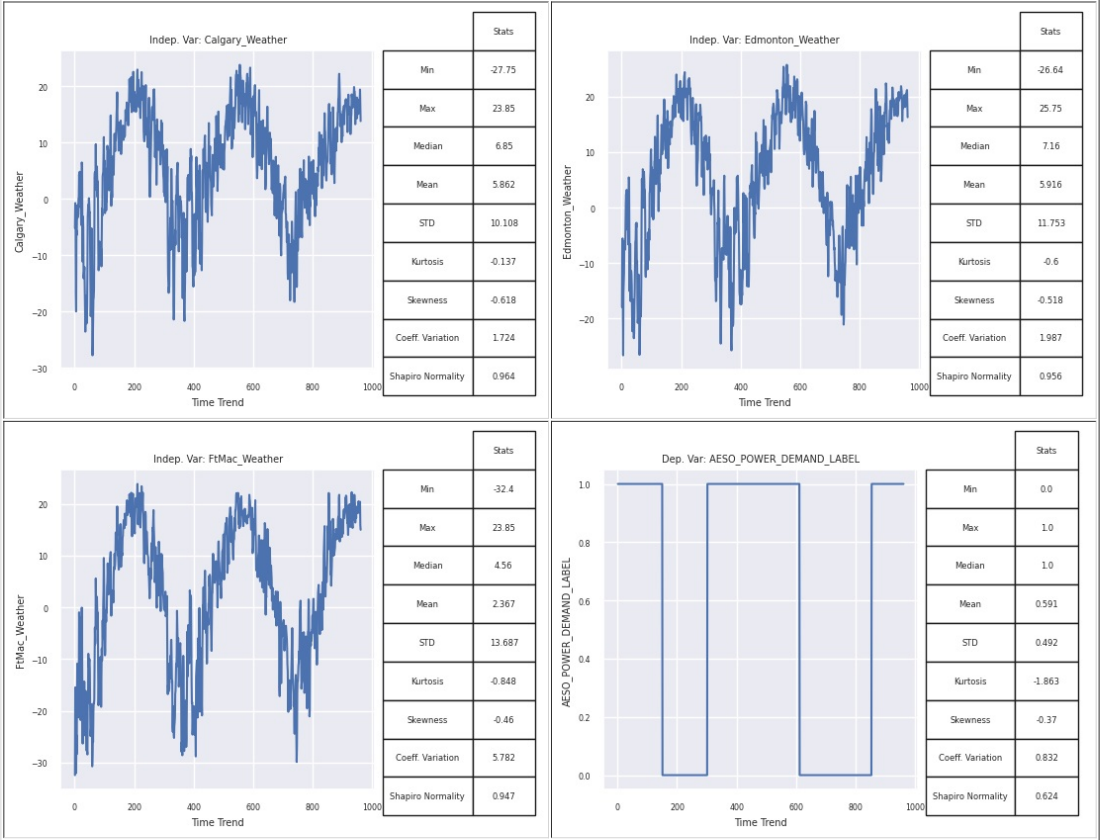 Stats
Indep. Var: Calgary_Weather
Min -27.75
Max 23.85
Median 6.85
Mean 5.862
STD 10.108
Kurtosis -0.137
Skewness -0.618
Coeff. Variation 1.724
Shapiro Normality 0.964
Calgary_Weather
20
10
0
−10
−20
−30
0 200 400 600 800 1000
Time Trend
Stats
Indep. Var: Edmonton_Weather
Min -26.64
Max 25.75
Median 7.16
Mean 5.916
STD 11.753
Kurtosis -0.6
Skewness -0.518
Coeff. Variation 1.987
Shapiro Normality 0.956
Edmonton_Weather
20
10
0
−10
−20
0 200 400 600 800 1000
Time Trend
Stats
Indep. Var: FtMac_Weather
Min -32.4
Max 23.85
Median 4.56
Mean 2.367
STD 13.687
Kurtosis -0.848
Skewness -0.46
Coeff. Variation 5.782
Shapiro Normality 0.947
FtMac_Weather
20
10
0
−10
−20
−30
0 200 400 600 800 1000
Time Trend
Stats
Dep. Var: AESO_POWER_DEMAND_LABEL
Min 0.0
Max 1.0
Median 1.0
Mean 0.591
STD 0.492
Kurtosis -1.863
Skewness -0.37
Coeff. Variation 0.832
Shapiro Normality 0.624
AESO_POWER_DEMAND_LABEL
1.0
0.8
0.6
0.4
0.2
0.0
0 200 400 600 800 1000
Time Trend